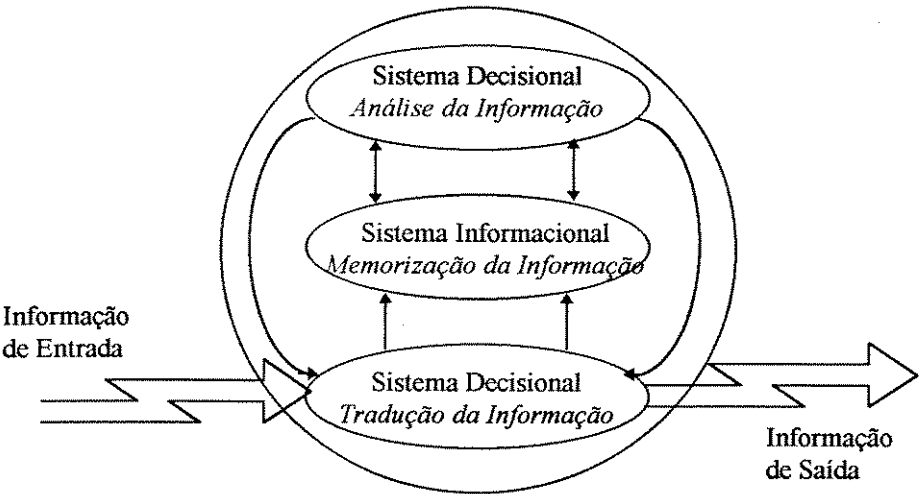 Sistema Decisional
Análise da Informação
Sistema Informacional
Memorização da Informação
Informação
de Entrada
Sistema Decisional
Tradução da Informação
Informação
de Saída